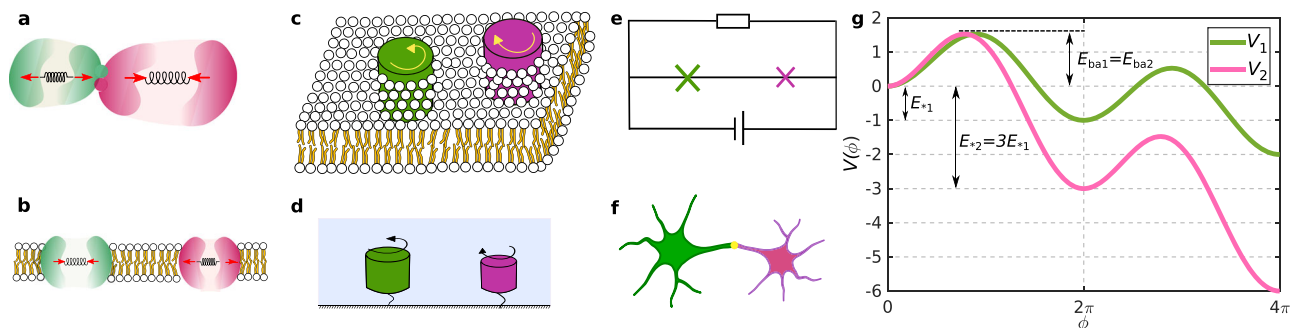 a
b
c
d
e
f
g
2
1
0
-1
-2
-3
-4
-5
-6
V(ϕ)
0
2π
4π
ϕ
V₁
V₂
E*1
E*2=3E*1
Eba1=Eba2